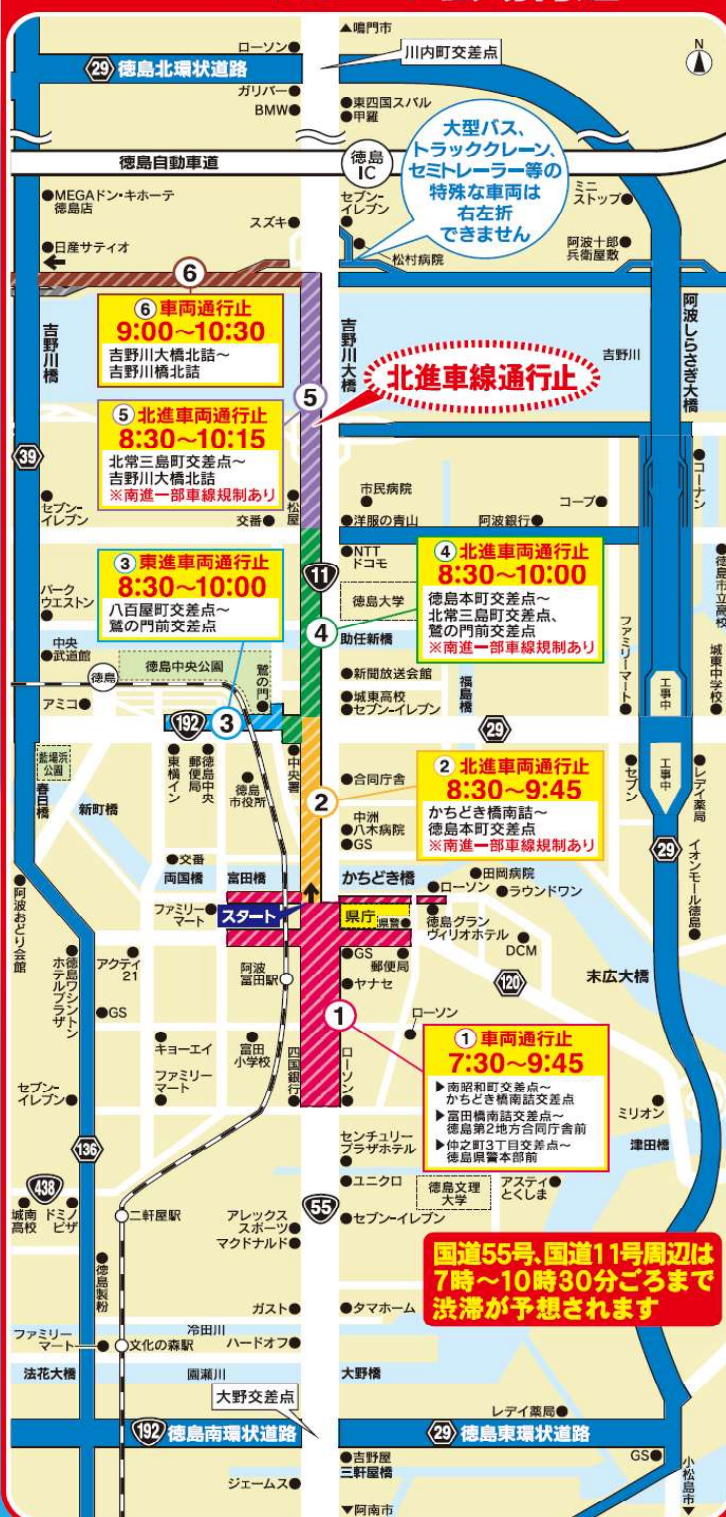 ▲鳴門市
ローソン
川内町交差点
N
29 徳島北環状道路
ガリバー
BMW
東四国スバル
甲羅
大型バス、
トラッククレーン、
セミトレーラー等の
特殊な車両は
右左折
できません
徳島自動車道
徳島
IC
MEGAドン・キホーテ
徳島店
スズキ
セブン-
イレブン
ミニ
ストップ
日産サティオ
松村病院
阿波十郎
兵衛屋敷
6
⑥車両通行止
9:00～10:30
吉野川大橋北詰～
吉野川橋北詰
吉野川橋
吉野川大橋
吉野川
阿波しらさぎ大橋
北進車線通行止
5
⑤北進車両通行止
8:30～10:15
北常三島町交差点～
吉野川大橋北詰
※南進一部車線規制あり
39
セブン-
イレブン
交番
松屋
市民病院
洋服の青山
阿波銀行
コープ
コーナン
NTT
ドコモ
③東進車両通行止
8:30～10:00
八百屋町交差点～
鷲の門前交差点
11
徳島大学
4
助任新橋
④北進車両通行止
8:30～10:00
徳島本町交差点～
北常三島町交差点、
鷲の門前交差点
※南進一部車線規制あり
徳島市立高校
城東中学校
ファミリーマート
工事中
パーク
ウエストン
中央
武道館
徳島
徳島中央公園
鷲の門
アミコ
新聞放送会館
城東高校
セブン-イレブン
福島橋
192
3
29
藍場浜
公園
春日橋
新町橋
東横イン
徳島中央
郵便局
徳島
市役所
中央署
合同庁舎
2
②北進車両通行止
8:30～9:45
かちどき橋南詰～
徳島本町交差点
※南進一部車線規制あり
セブン
工事中
レデイ薬局
29
イオンモール徳島
中洲
八木病院
GS
交番
両国橋
富田橋
かちどき橋
田岡病院
ローソン
ラウンドワン
阿波おどり会館
ファミリー
マート
スタート
県庁
県警
徳島グラン
ヴィリオホテル
DCM
徳島ワシントン
ホテルプラザ
アクティ
21
阿波
富田駅
GS
郵便局
ヤナセ
120
末広大橋
GS
1
ローソン
キョーエイ
富田
小学校
四国銀行
ローソン
①車両通行止
7:30～9:45
▶南昭和町交差点～
かちどき橋南詰交差点
▶富田橋南詰交差点～
徳島第2地方合同庁舎前
▶仲之町3丁目交差点～
徳島県警本部前
セブン-
イレブン
ファミリー
マート
ミリオン
津田橋
136
センチュリー
プラザホテル
438
ユニクロ
徳島文理
大学
アスティ
とくしま
城南
高校
ドミノ
ピザ
二軒屋駅
アレックス
スポーツ
マクドナルド
55
セブン-イレブン
国道55号、国道11号周辺は
7時～10時30分ごろまで
渋滞が予想されます
徳島製粉
ガスト
タマホーム
冷田川
ファミリー
マート
文化の森駅
ハードオフ
法花大橋
園瀬川
大野橋
大野交差点
レデイ薬局
192 徳島南環状道路
29 徳島東環状道路
吉野屋
三軒屋橋
GS
小松島市▼
ジェームス
▼阿南市